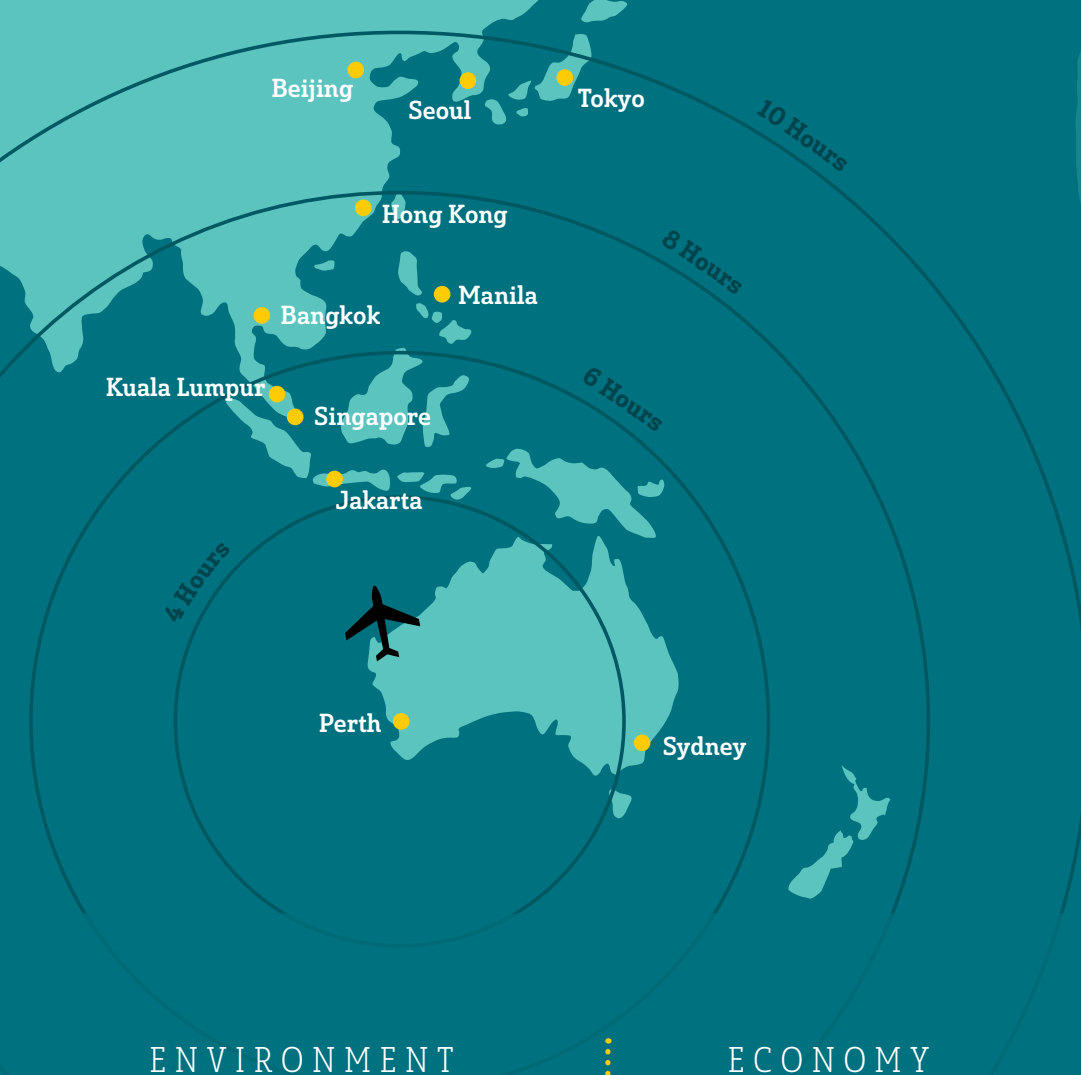 Beijing
Seoul
Tokyo
10 Hours
Hong Kong
8 Hours
Manila
Bangkok
6 Hours
Kuala Lumpur
Singapore
Jakarta
4 Hours
Perth
Sydney
ENVIRONMENT
ECONOMY